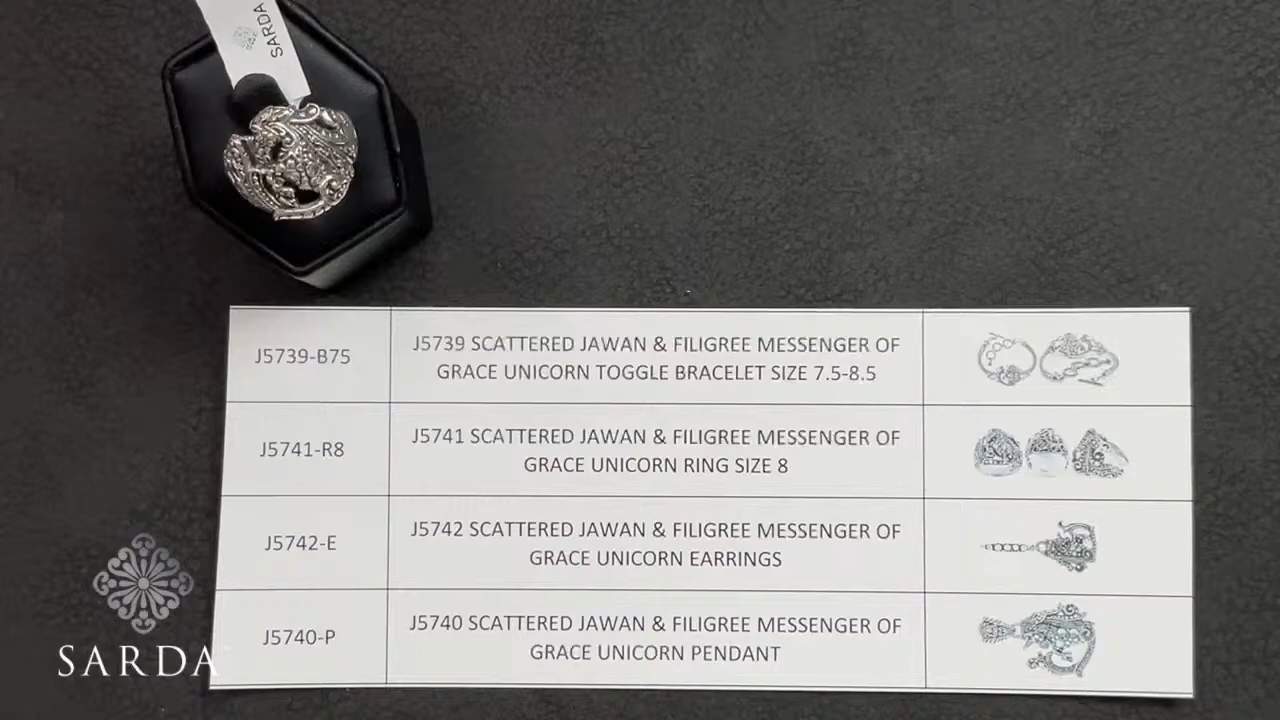 SARDA
J5739-B75
J5739 SCATTERED JAWAN & FILIGREE MESSENGER OF
GRACE UNICORN TOGGLE BRACELET SIZE 7.5-8.5
J5741-R8
J5741 SCATTERED JAWAN & FILIGREE MESSENGER OF
GRACE UNICORN RING SIZE 8
J5742-E
J5742 SCATTERED JAWAN & FILIGREE MESSENGER OF
GRACE UNICORN EARRINGS
J5740-P
J5740 SCATTERED JAWAN & FILIGREE MESSENGER OF
GRACE UNICORN PENDANT
SARDA